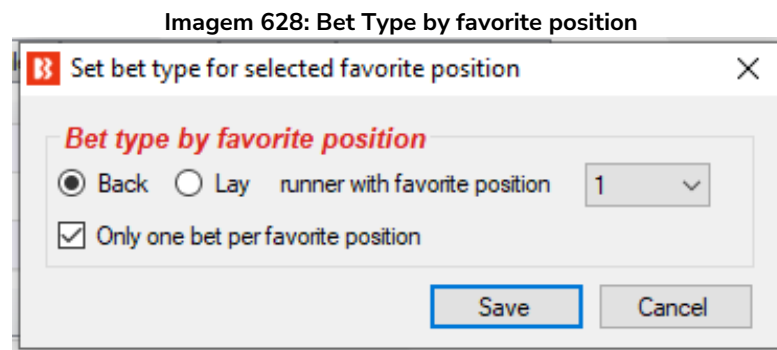 Imagem 628: Bet Type by favorite position
Set bet type for selected favorite position
Bet type by favorite position
Back Lay runner with favorite position 1
Only one bet per favorite position
Save Cancel